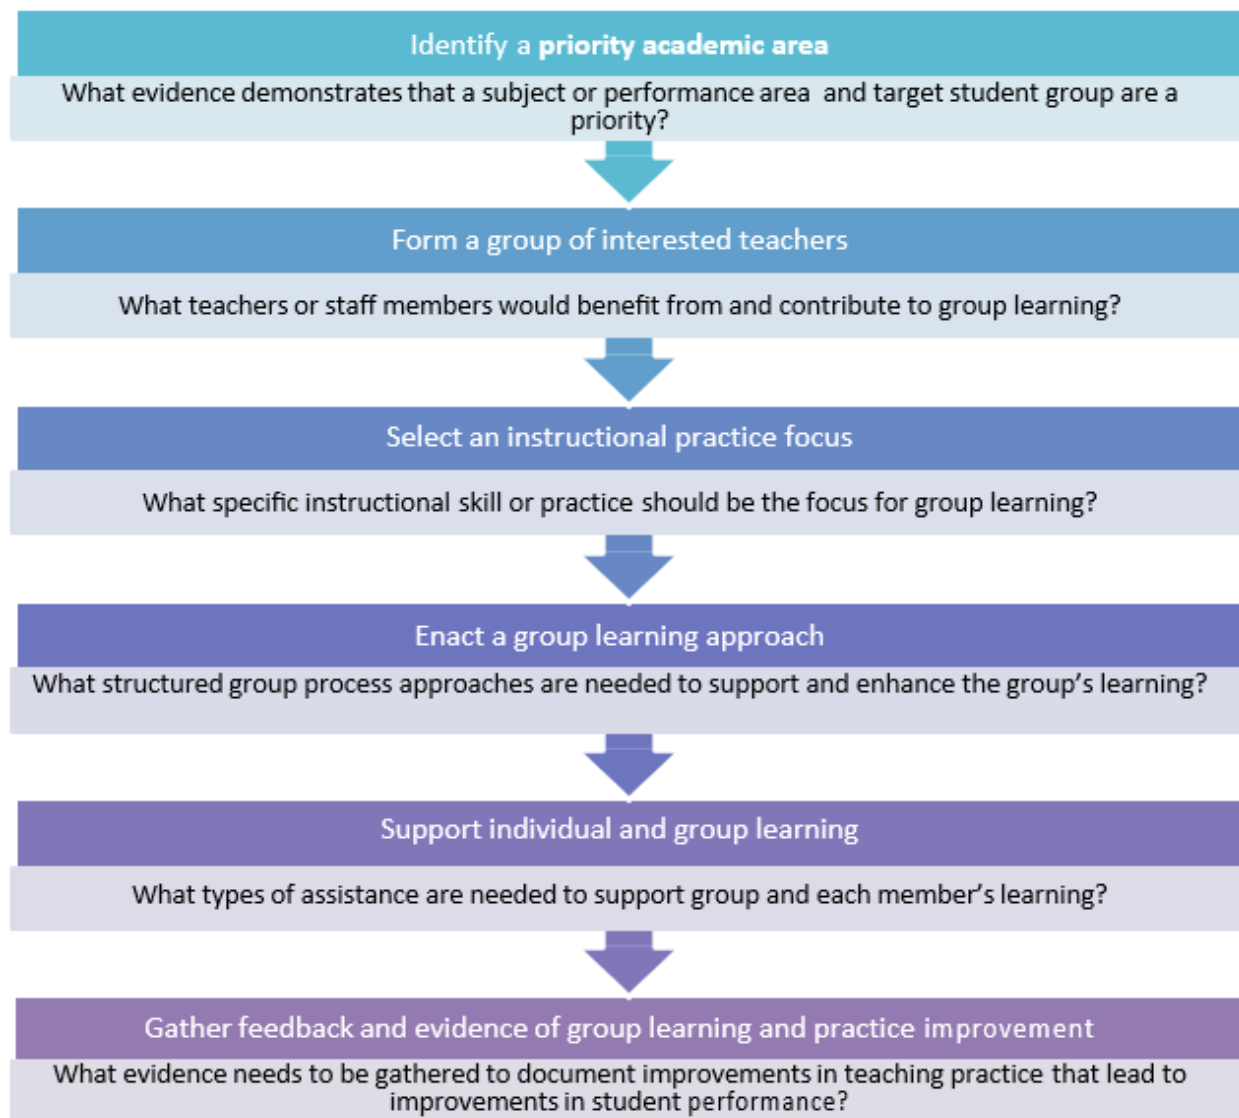 Identify a priority academic area
What evidence demonstrates that a subject or performance area and target student group are a
priority?
Form a group of interested teachers
What teachers or staff members would benefit from and contribute to group learning?
Select an instructional practice focus
What specific instructional skill or practice should be the focus for group learning?
Enact a group learning approach
What structured group process approaches are needed to support and enhance the group’s learning?
Support individual and group learning
What types of assistance are needed to support group and each member’s learning?
Gather feedback and evidence of group learning and practice improvement
What evidence needs to be gathered to document improvements in teaching practice that lead to
improvements in student performance?